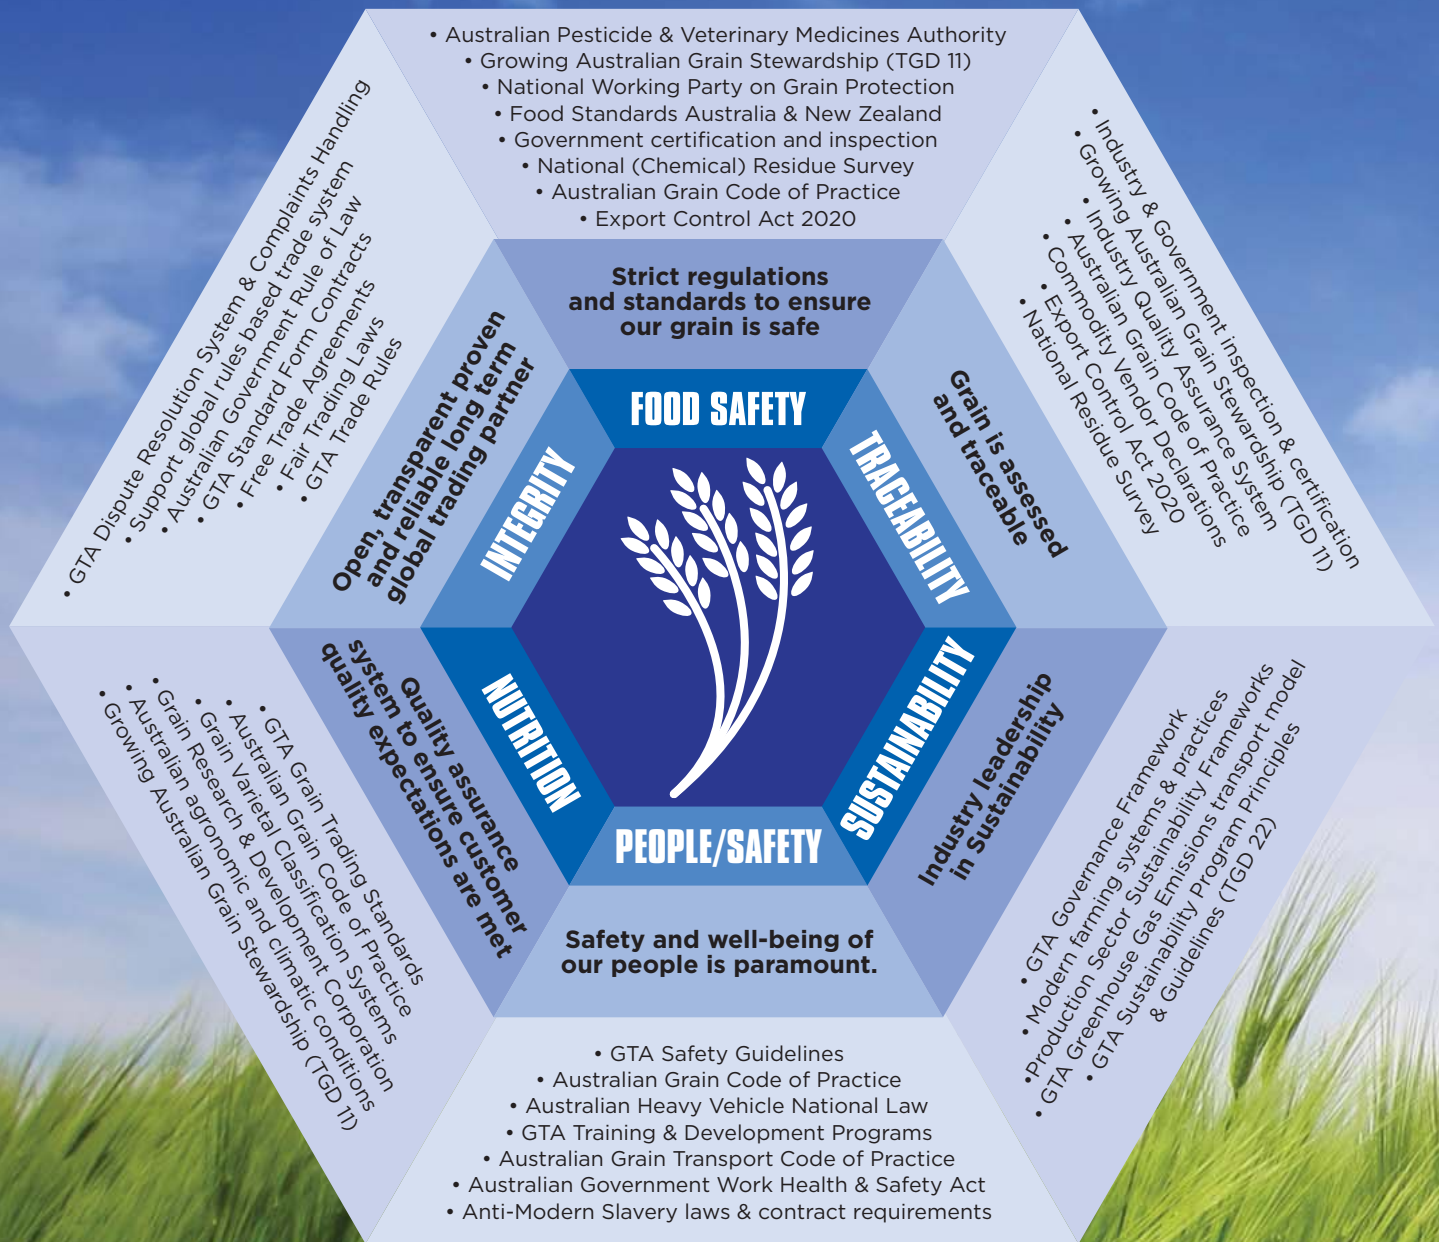 • Australian Pesticide & Veterinary Medicines Authority
• Growing Australian Grain Stewardship (TGD 11)
• National Working Party on Grain Protection
• Food Standards Australia & New Zealand
• Government certification and inspection
• National (Chemical) Residue Survey
• Australian Grain Code of Practice
• Export Control Act 2020
Strict regulations
and standards to ensure
our grain is safe
FOOD SAFETY
• Industry & Government inspection & certification
• Growing Australian Grain Stewardship (TGD 11)
• Industry Quality Assurance System
• Australian Grain Code of Practice
• Commodity Vendor Declarations
• Export Control Act 2020
• National Residue Survey
Grain is assessed
and traceable
TRACEABILITY
SUSTAINABILITY
Industry leadership
in Sustainability
• GTA Governance Framework
• Modern farming systems & practices
•Production Sector Sustainability Frameworks
• GTA Greenhouse Gas Emissions transport model
• GTA Sustainability Program Principles
& Guidelines (TGD 22)
PEOPLE/SAFETY
Safety and well-being of
our people is paramount.
• GTA Safety Guidelines
• Australian Grain Code of Practice
• Australian Heavy Vehicle National Law
• GTA Training & Development Programs
• Australian Grain Transport Code of Practice
• Australian Government Work Health & Safety Act
• Anti-Modern Slavery laws & contract requirements
NUTRITION
Quality assurance
system to ensure customer
quality expectations are met
• GTA Grain Trading Standards
• Australian Grain Code of Practice
• Grain Varietal Classification Systems
• Grain Research & Development Corporation
• Australian agronomic and climatic conditions
• Growing Australian Grain Stewardship (TGD 11)
• GTA Dispute Resolution System & Complaints Handling
• Support global rules based trade system
• Australian Government Rule of Law
• GTA Standard Form Contracts
• Free Trade Agreements
• Fair Trading Laws
• GTA Trade Rules
Open, transparent proven
and reliable long term
global trading partner
INTEGRITY